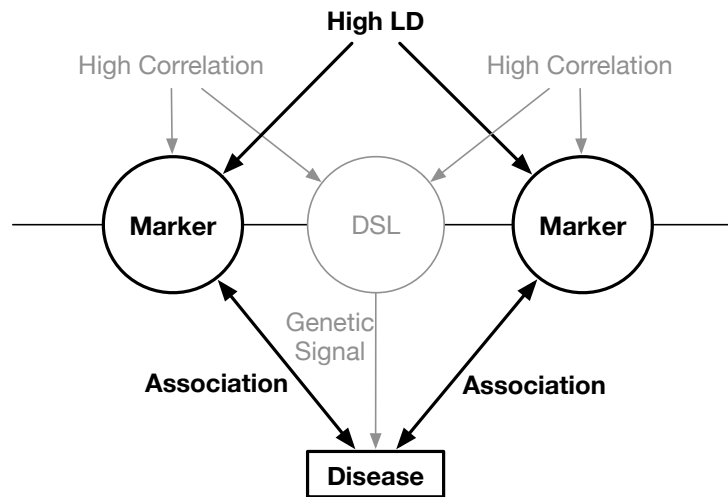 High LD
High Correlation
High Correlation
Marker
DSL
Marker
Genetic
Signal
Association
Association
Disease